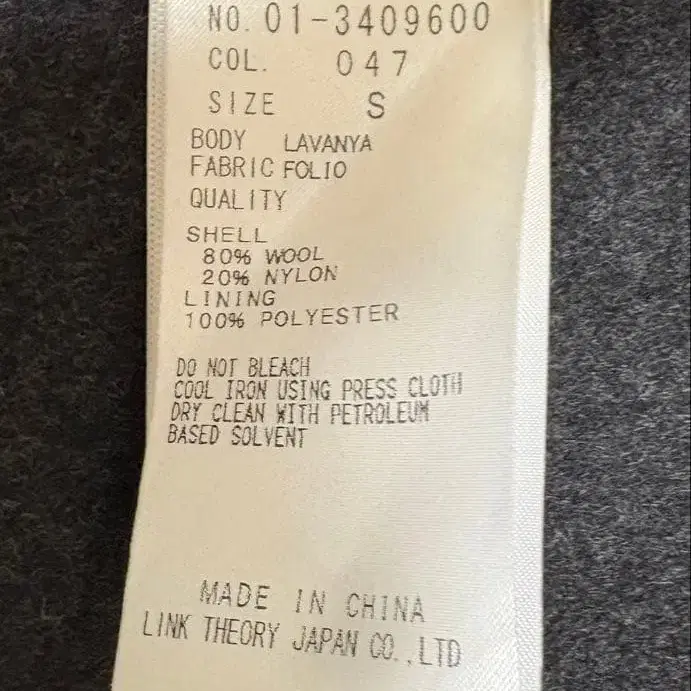 NO. 01-3409600
COL. 047
SIZE S
BODY LAVANYA
FABRIC FOLIO
QUALITY
SHELL
80% WOOL
20% NYLON
LINING
100% POLYESTER
DO NOT BLEACH
COOL IRON USING PRESS CLOTH
DRY CLEAN WITH PETROLEUM
BASED SOLVENT
MADE IN CHINA
LINK THEORY JAPAN CO.,LTD